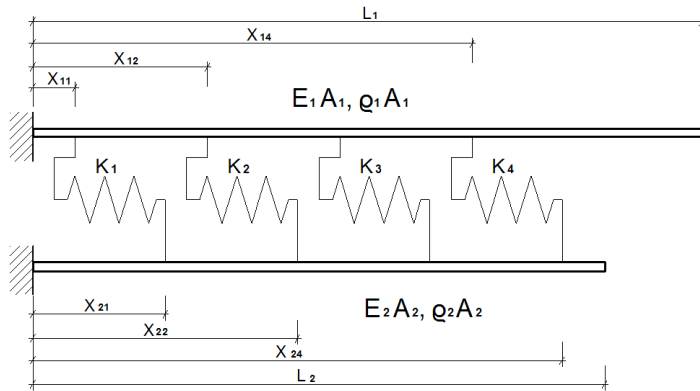 L1
X14
X12
X11
E1A1, ϱ1A1
K1 K2 K3 K4
E2A2, ϱ2A2
X21
X22
X24
L2